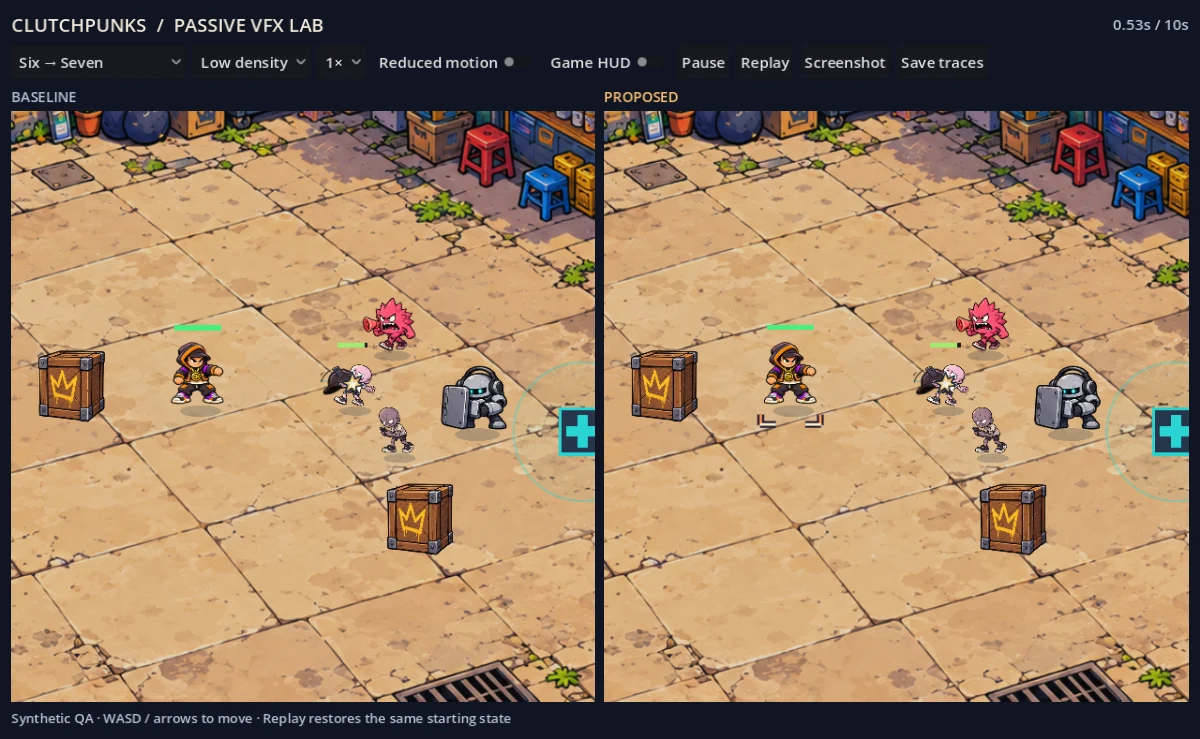 CLUTCHPUNKS / PASSIVE VFX LAB
0.53s / 10s
Six → Seven
Low density
1×
Reduced motion
Game HUD
Pause
Replay
Screenshot
Save traces
BASELINE
PROPOSED
Synthetic QA · WASD / arrows to move · Replay restores the same starting state